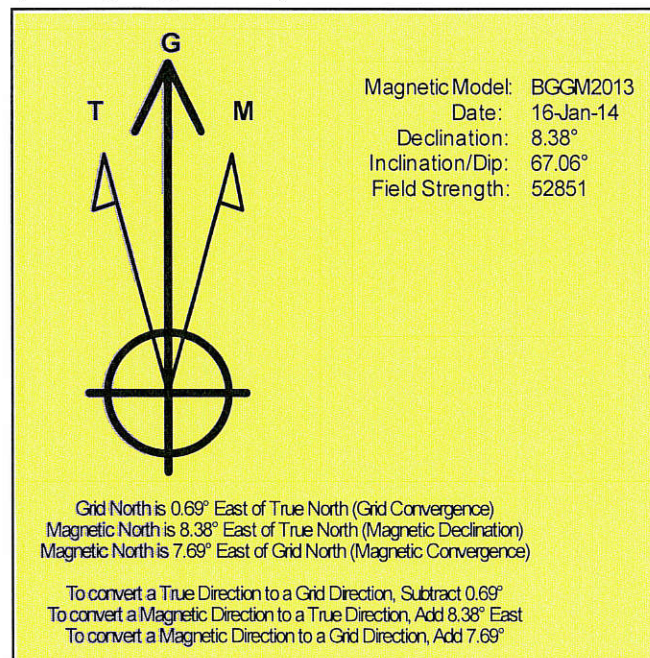 G
T M
Magnetic Model: BGGM2013
Date: 16-Jan-14
Declination: 8.38°
Inclination/Dip: 67.06°
Field Strength: 52851
Grid North is 0.69° East of True North (Grid Convergence)
Magnetic North is 8.38° East of True North (Magnetic Declination)
Magnetic North is 7.69° East of Grid North (Magnetic Convergence)
To convert a True Direction to a Grid Direction, Subtract 0.69°
To convert a Magnetic Direction to a True Direction, Add 8.38° East
To convert a Magnetic Direction to a Grid Direction, Add 7.69°